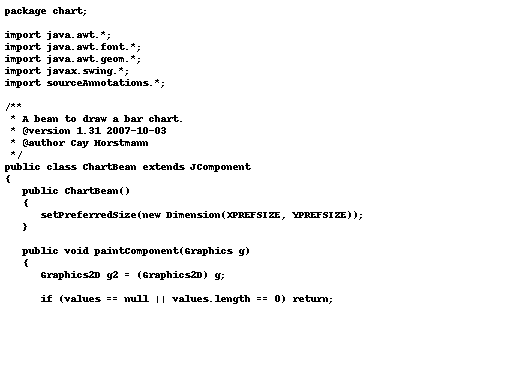 package chart;

import java.awt.*;
import java.awt.font.*;
import java.awt.geom.*;
import javax.swing.*;
import sourceAnnotations.*;

/**
 * A bean to draw a bar chart.
 * @version 1.31 2007-10-03
 * @author Cay Horstmann
 */
public class ChartBean extends JComponent
{
   public ChartBean()
   {
      setPreferredSize(new Dimension(XPREFSIZE, YPREFSIZE));
   }

   public void paintComponent(Graphics g)
   {
      Graphics2D g2 = (Graphics2D) g;

      if (values == null || values.length == 0) return;